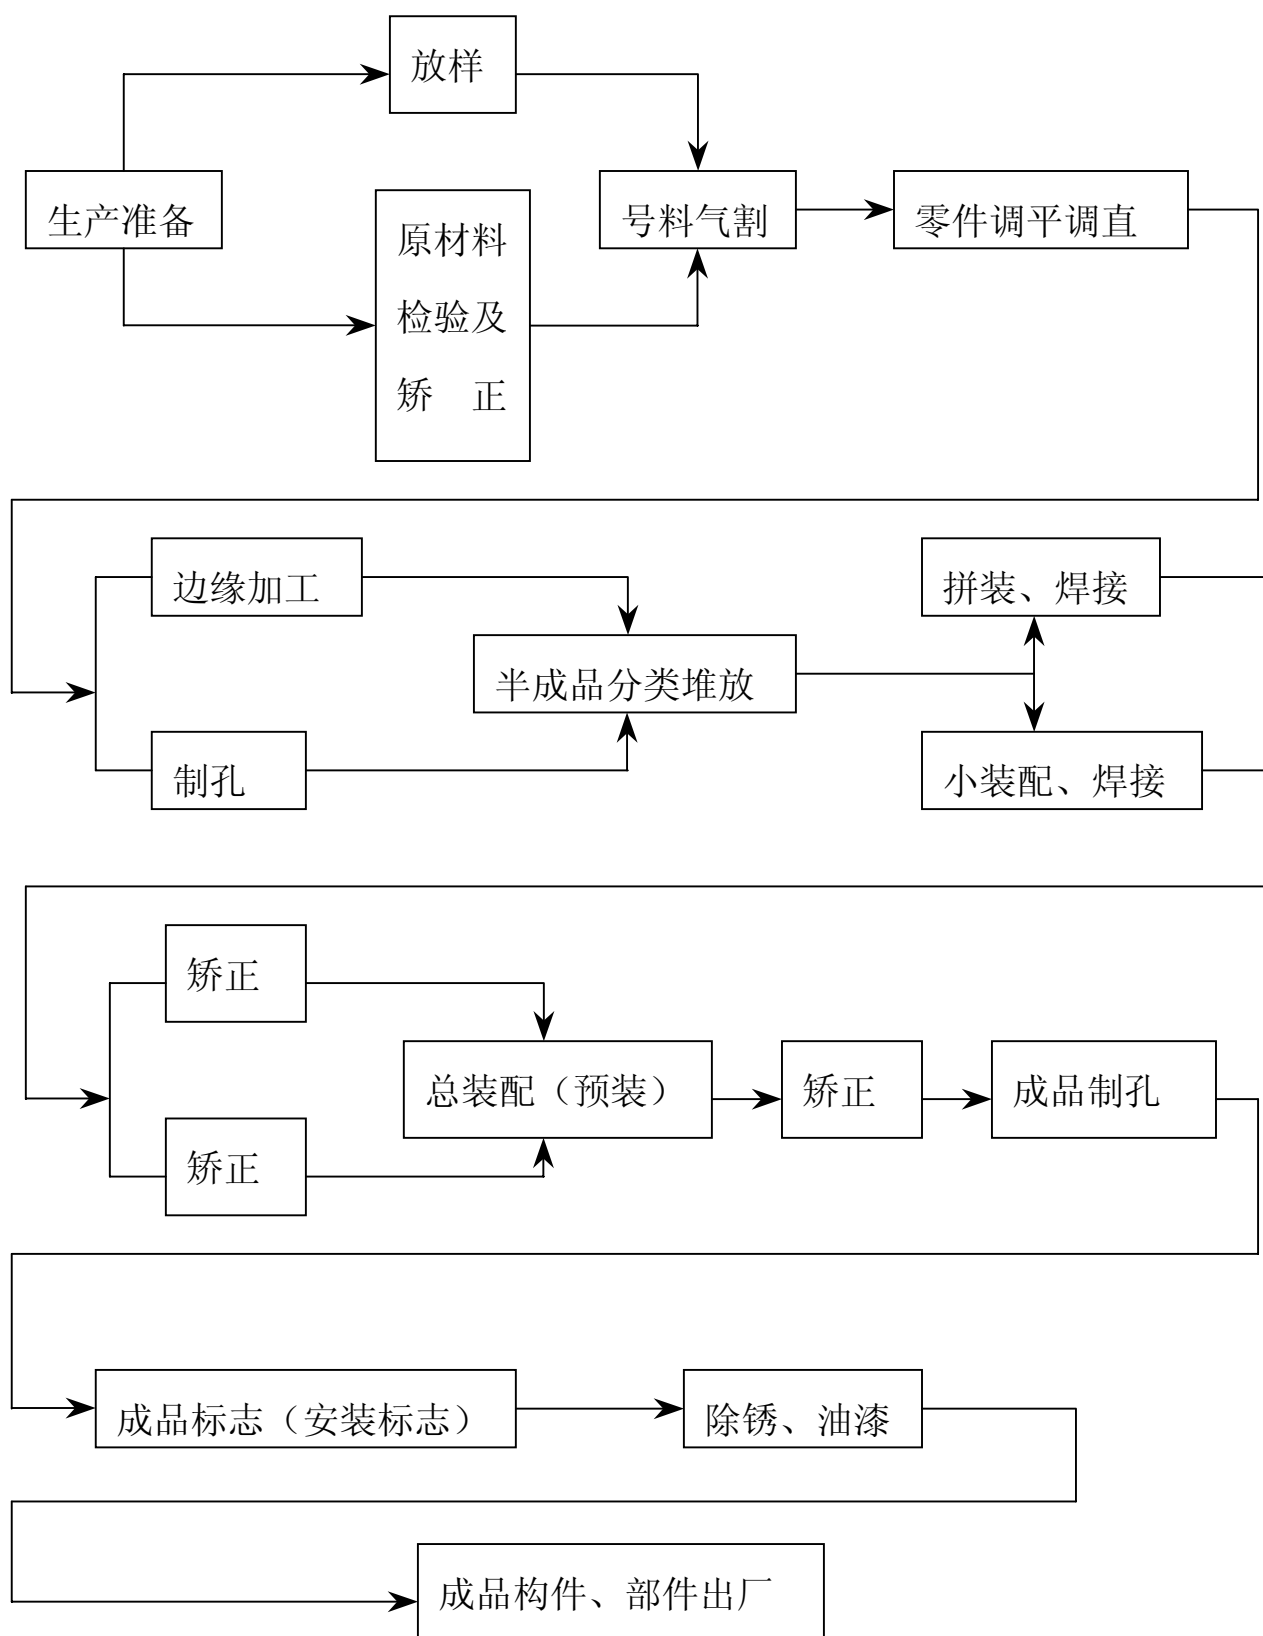 放样
生产准备
原材料
检验及
矫 正
号料气割
零件调平调直
边缘加工
制孔
半成品分类堆放
拼装、焊接
小装配、焊接
矫正
矫正
总装配（预装）
矫正
成品制孔
成品标志（安装标志）
除锈、油漆
成品构件、部件出厂